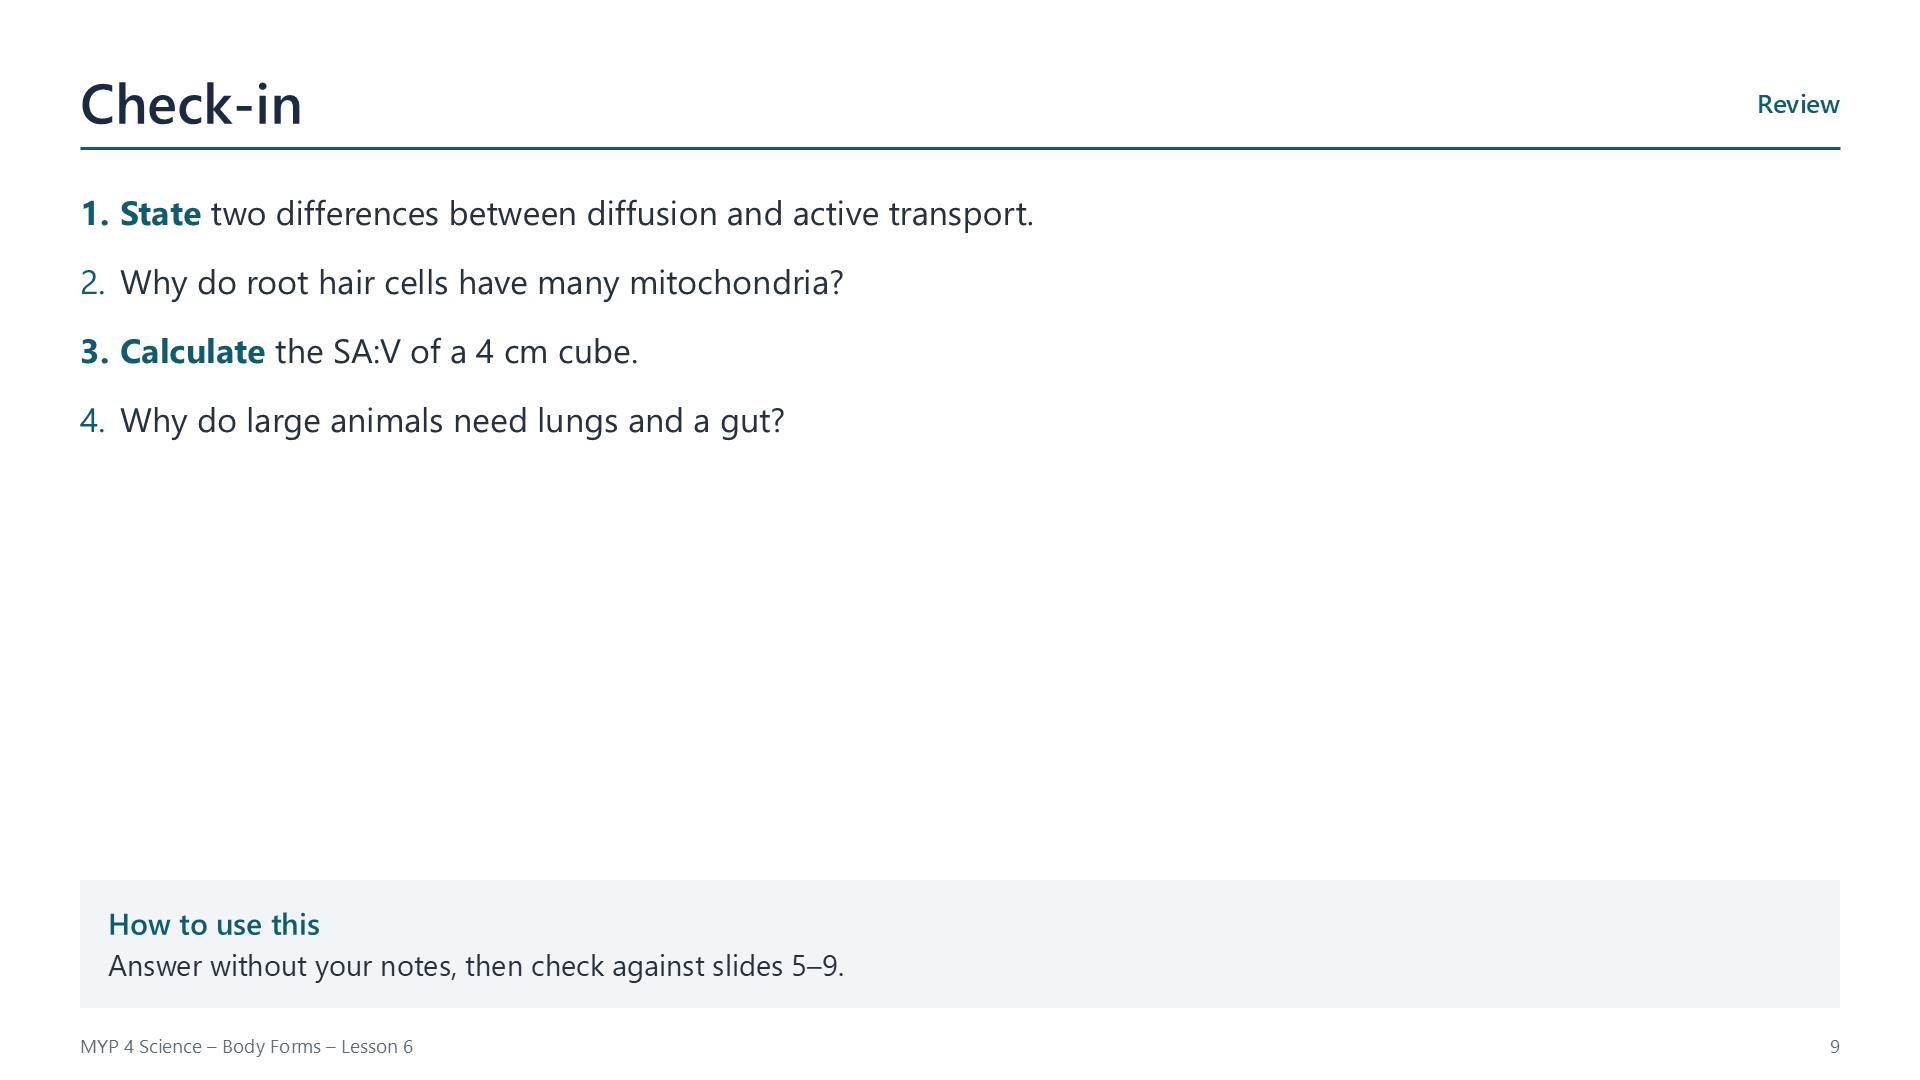 Check-in
Review
1. State two differences between diffusion and active transport.
2. Why do root hair cells have many mitochondria?
3. Calculate the SA:V of a 4 cm cube.
4. Why do large animals need lungs and a gut?
How to use this
Answer without your notes, then check against slides 5–9.
MYP 4 Science – Body Forms – Lesson 6
9